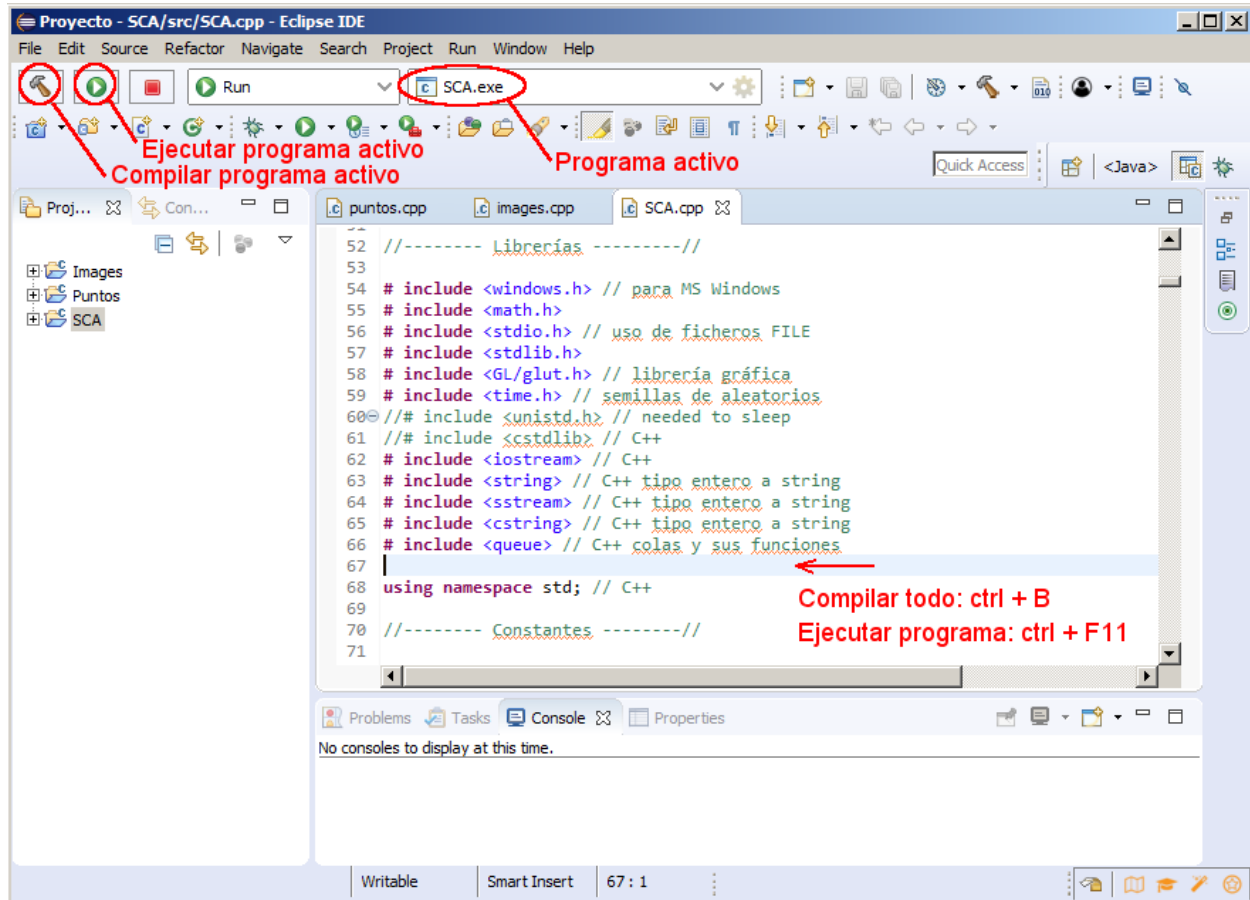 Proyecto - SCA/src/SCA.cpp - Eclipse IDE
File Edit Source Refactor Navigate Search Project Run Window Help
Run
SCA.exe
Ejecutar programa activo
Compilar programa activo
Programa activo
Quick Access
<Java>
Proj... Con...
puntos.cpp images.cpp SCA.cpp
Images
Puntos
SCA
52 //-------- Librerías ---------//
53
54 # include <windows.h> // para MS Windows
55 # include <math.h>
56 # include <stdio.h> // uso de ficheros FILE
57 # include <stdlib.h>
58 # include <GL/glut.h> // librería gráfica
59 # include <time.h> // semillas de aleatorios
60 //# include <unistd.h> // needed to sleep
61 //# include <cstdlib> // C++
62 # include <iostream> // C++
63 # include <string> // C++ tipo entero a string
64 # include <sstream> // C++ tipo entero a string
65 # include <cstring> // C++ tipo entero a string
66 # include <queue> // C++ colas y sus funciones
67
68 using namespace std; // C++
69
70 //-------- Constantes --------//
71
Compilar todo: ctrl + B
Ejecutar programa: ctrl + F11
Problems Tasks Console Properties
No consoles to display at this time.
Writable Smart Insert 67 : 1